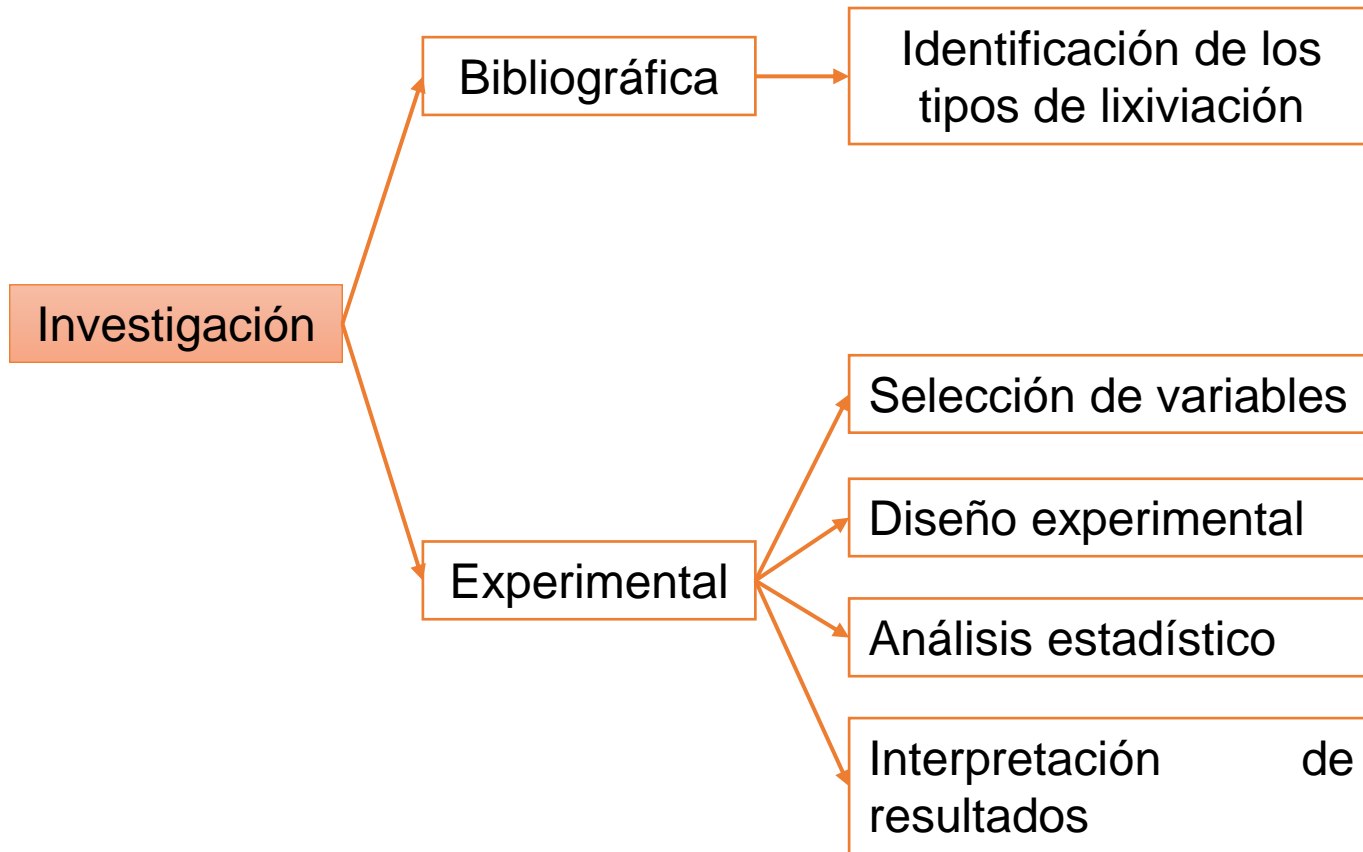 Bibliográfica
Identificación de los
tipos de lixiviación
Investigación
Experimental
Selección de variables
Diseño experimental
Análisis estadístico
Interpretación de
resultados